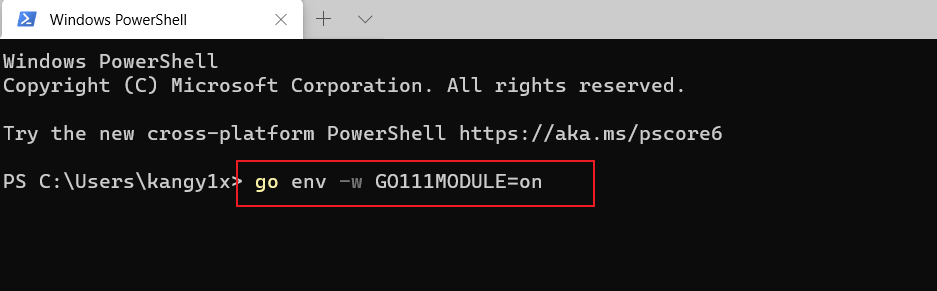 Windows PowerShell
Windows PowerShell
Copyright (C) Microsoft Corporation. All rights reserved.
Try the new cross-platform PowerShell https://aka.ms/pscore6
PS C:\Users\kangy1x> go env -w GO111MODULE=on